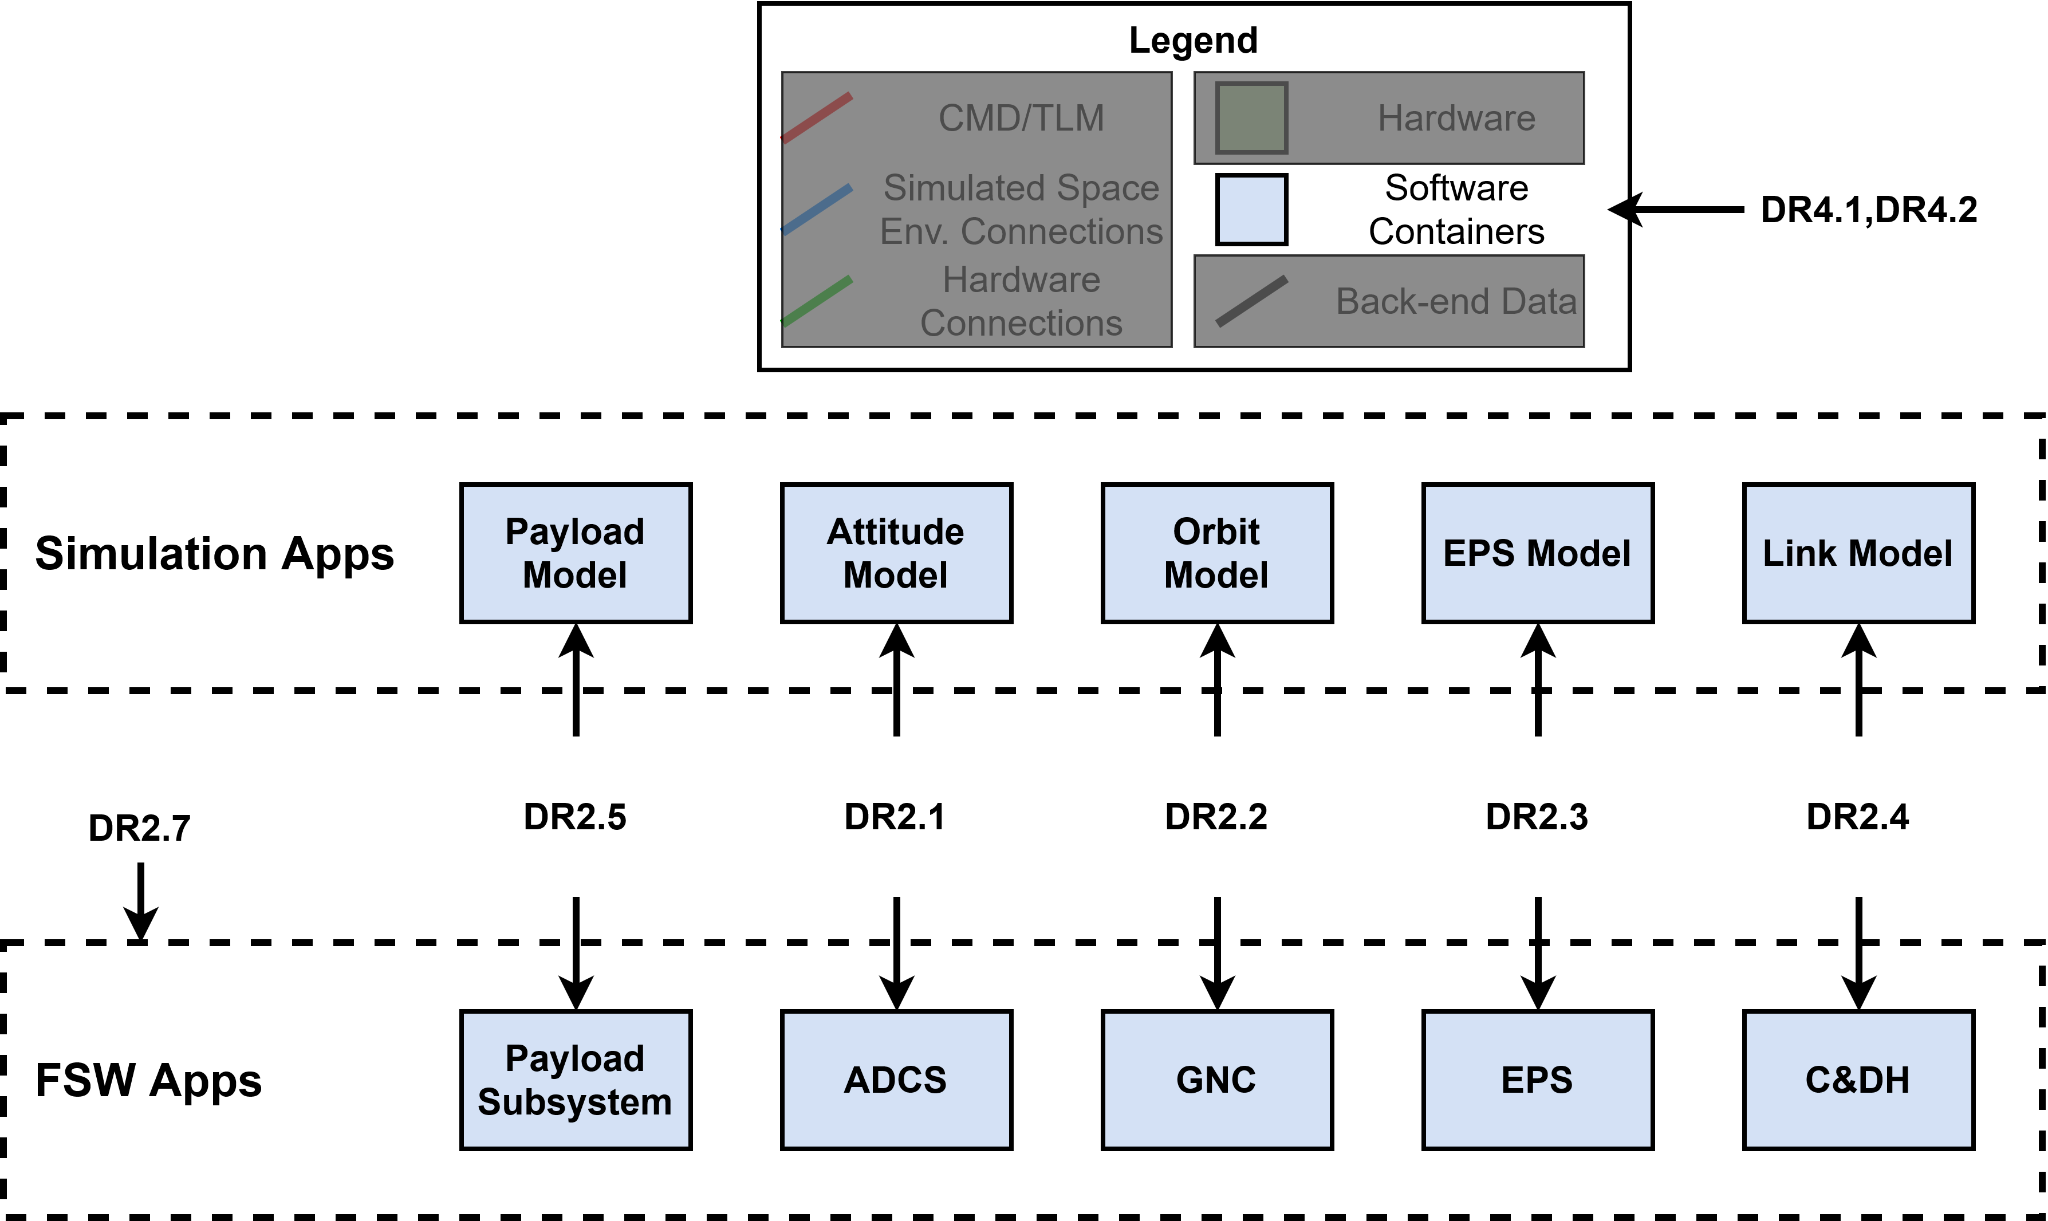 Legend
CMD/TLM
Hardware
Simulated Space
Env. Connections
Software
Containers
DR4.1,DR4.2
Hardware
Connections
Back-end Data
Simulation Apps
Payload
Model
Attitude
Model
Orbit
Model
EPS Model
Link Model
DR2.7
DR2.5
DR2.1
DR2.2
DR2.3
DR2.4
FSW Apps
Payload
Subsystem
ADCS
GNC
EPS
C&DH